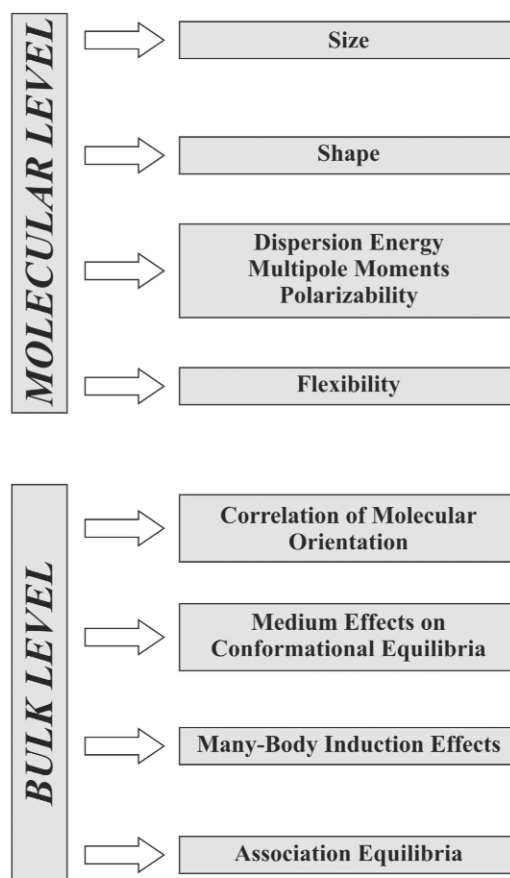 MOLECULAR LEVEL
Size
Shape
Dispersion Energy
Multipole Moments
Polarizability
Flexibility
BULK LEVEL
Correlation of Molecular
Orientation
Medium Effects on
Conformational Equilibria
Many-Body Induction Effects
Association Equilibria